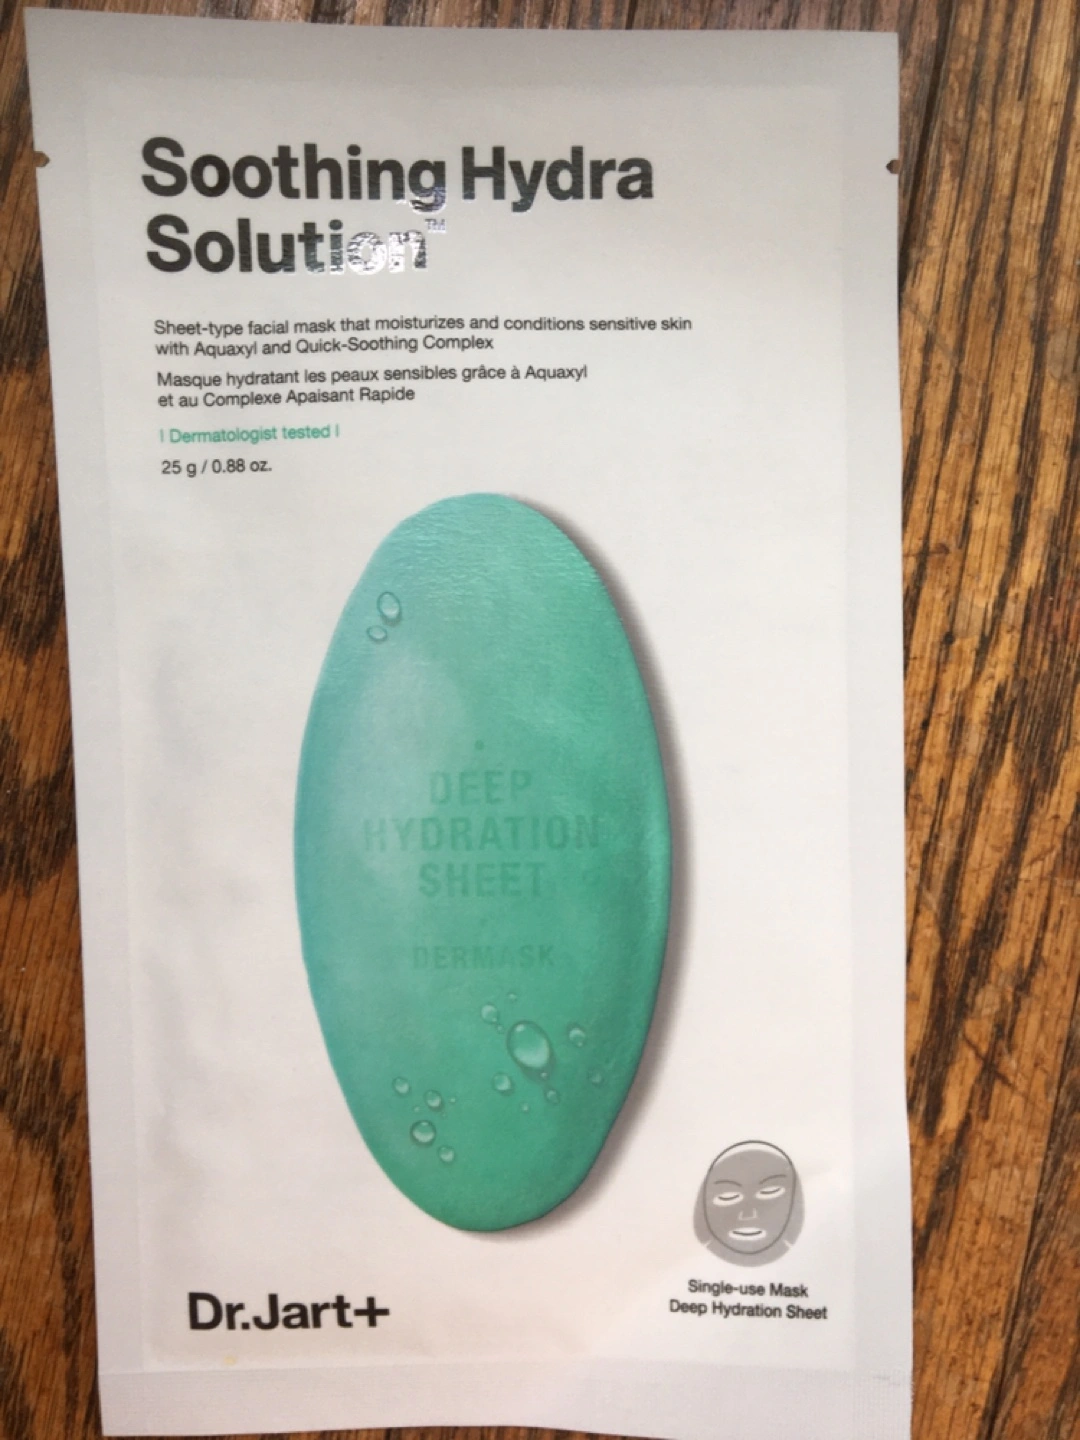 Soothing Hydra
Solution™
Sheet-type facial mask that moisturizes and conditions sensitive skin
with Aquaxyl and Quick-Soothing Complex
Masque hydratant les peaux sensibles grâce à Aquaxyl
et au Complexe Apaisant Rapide
| Dermatologist tested |
25 g / 0.88 oz.
DEEP
HYDRATION
SHEET
DERMASK
Single-use Mask
Deep Hydration Sheet
Dr.Jart+